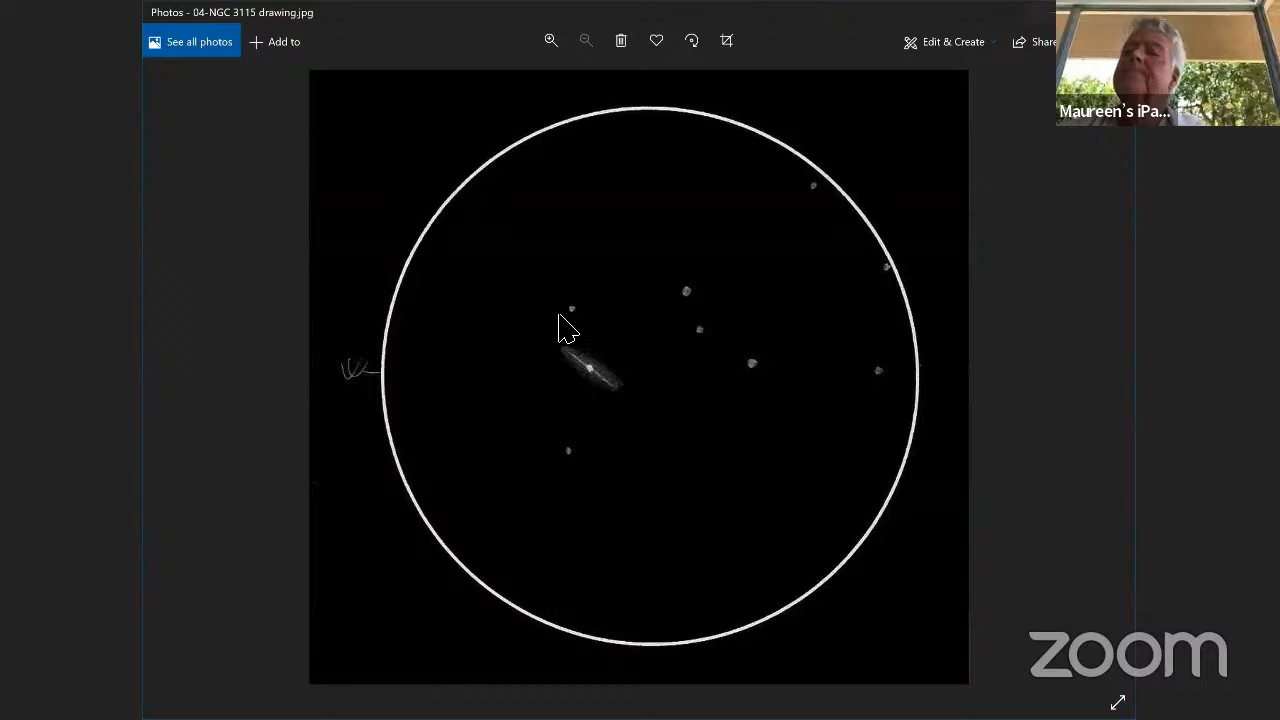 Photos - 04-NGC 3115 drawing.jpg
See all photos
Add to
Edit & Create
Share
Maureen's iPa...
W
zoom